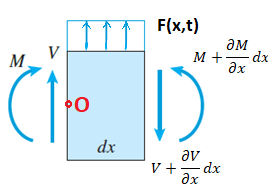 F(x,t)
M
V
M + ∂M/∂x dx
O
dx
V + ∂V/∂x dx